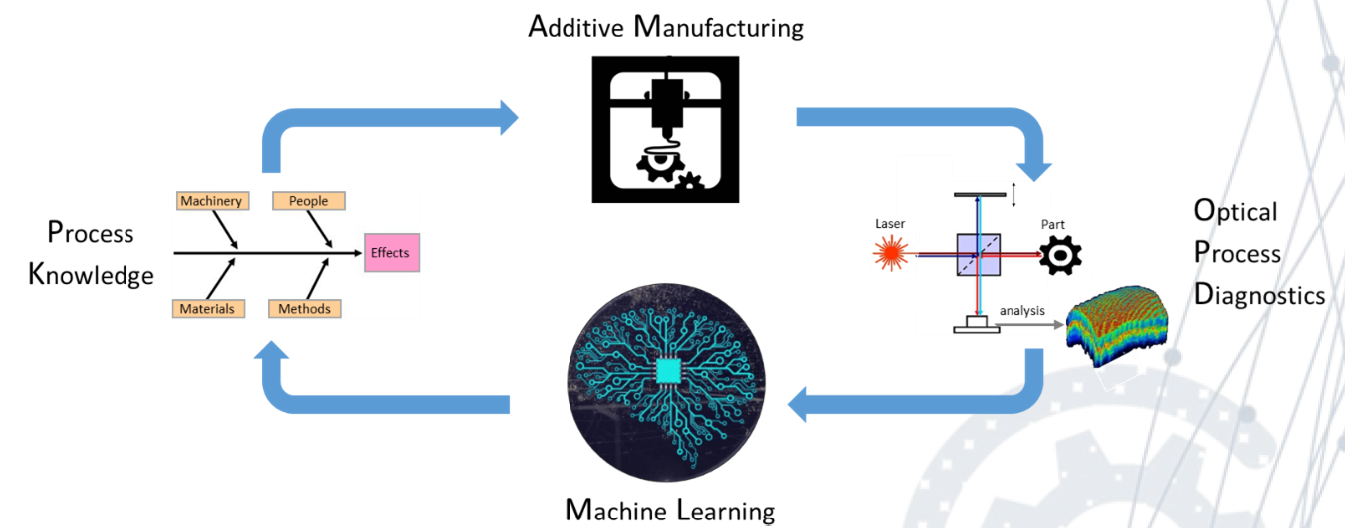 Additive Manufacturing
Machinery
People
Process
Knowledge
Effects
Materials
Methods
Laser
Part
analysis
Optical
Process
Diagnostics
Machine Learning